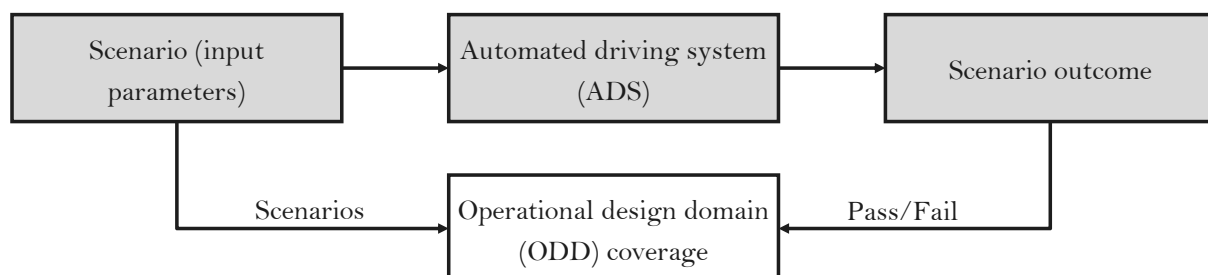 Scenario (input
parameters)
Automated driving system
(ADS)
Scenario outcome
Scenarios
Operational design domain
(ODD) coverage
Pass/Fail